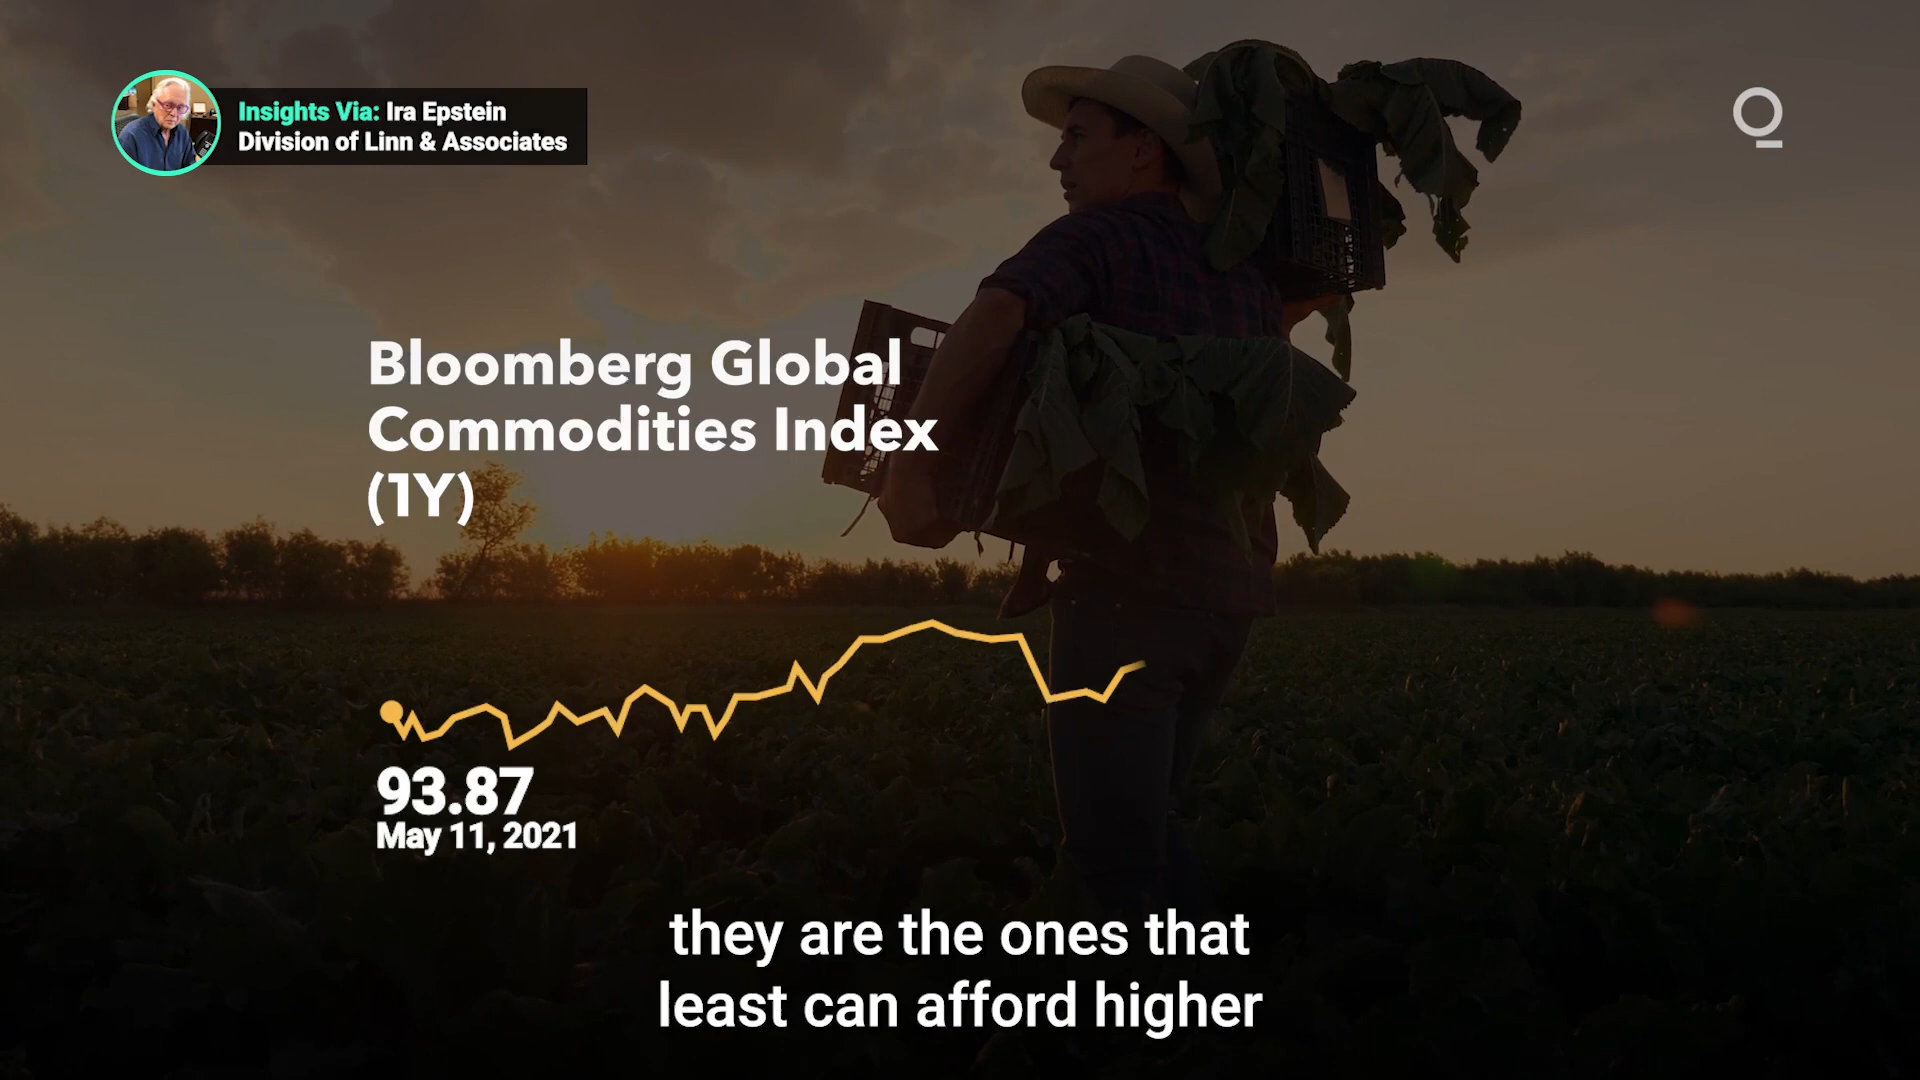 Insights Via: Ira Epstein
Division of Linn & Associates
Bloomberg Global
Commodities Index
(1Y)
93.87
May 11, 2021
they are the ones that
least can afford higher